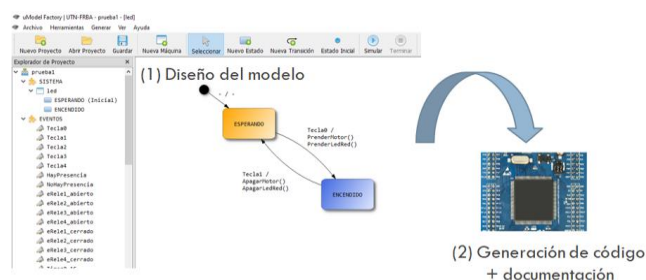 uModel Factory | UTN-FRBA - prueba1 - [led]
Archivo Herramientas Generar Ver Ayuda
Nuevo Proyecto Abrir Proyecto Guardar Nueva Máquina Seleccionar Nuevo Estado Nueva Transición Estado Inicial Simular Terminar
Explorador de Proyecto
prueba1
SISTEMA
led
ESPERANDO (Inicial)
ENCENDIDO
EVENTOS
Tecla0
Tecla1
Tecla2
Tecla3
Tecla4
HayPresencia
NoHayPresencia
eRele1_abierto
eRele2_abierto
eRele3_abierto
eRele4_abierto
eRele1_cerrado
eRele2_cerrado
eRele3_cerrado
eRele4_cerrado
(1) Diseño del modelo
- / -
ESPERANDO
Tecla0 /
PrenderMotor()
PrenderLedRed()
Tecla1 /
ApagarMotor()
ApagarLedRed()
ENCENDIDO
(2) Generación de código
+ documentación